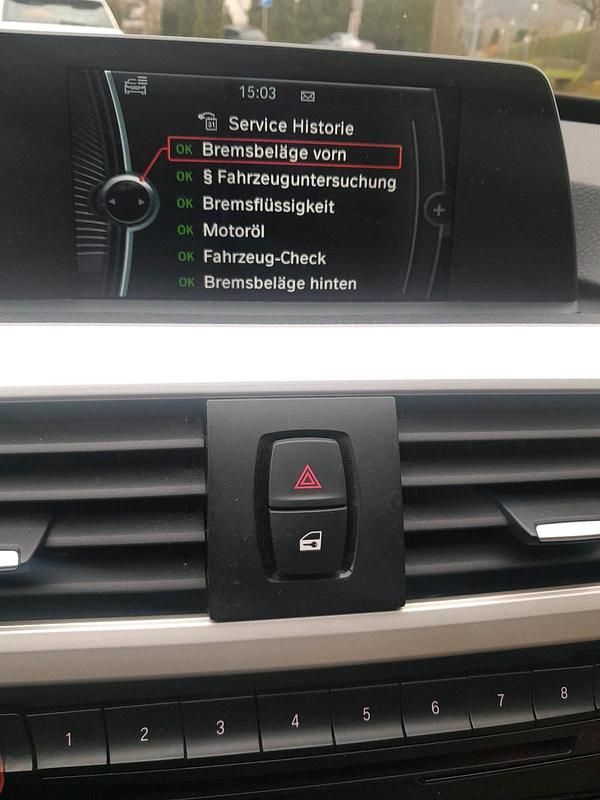 15:03
31
Service Historie
OK Bremsbeläge vorn
OK § Fahrzeuguntersuchung
OK Bremsflüssigkeit
OK Motoröl
OK Fahrzeug-Check
OK Bremsbeläge hinten
+
1 2 3 4 5 6 7 8